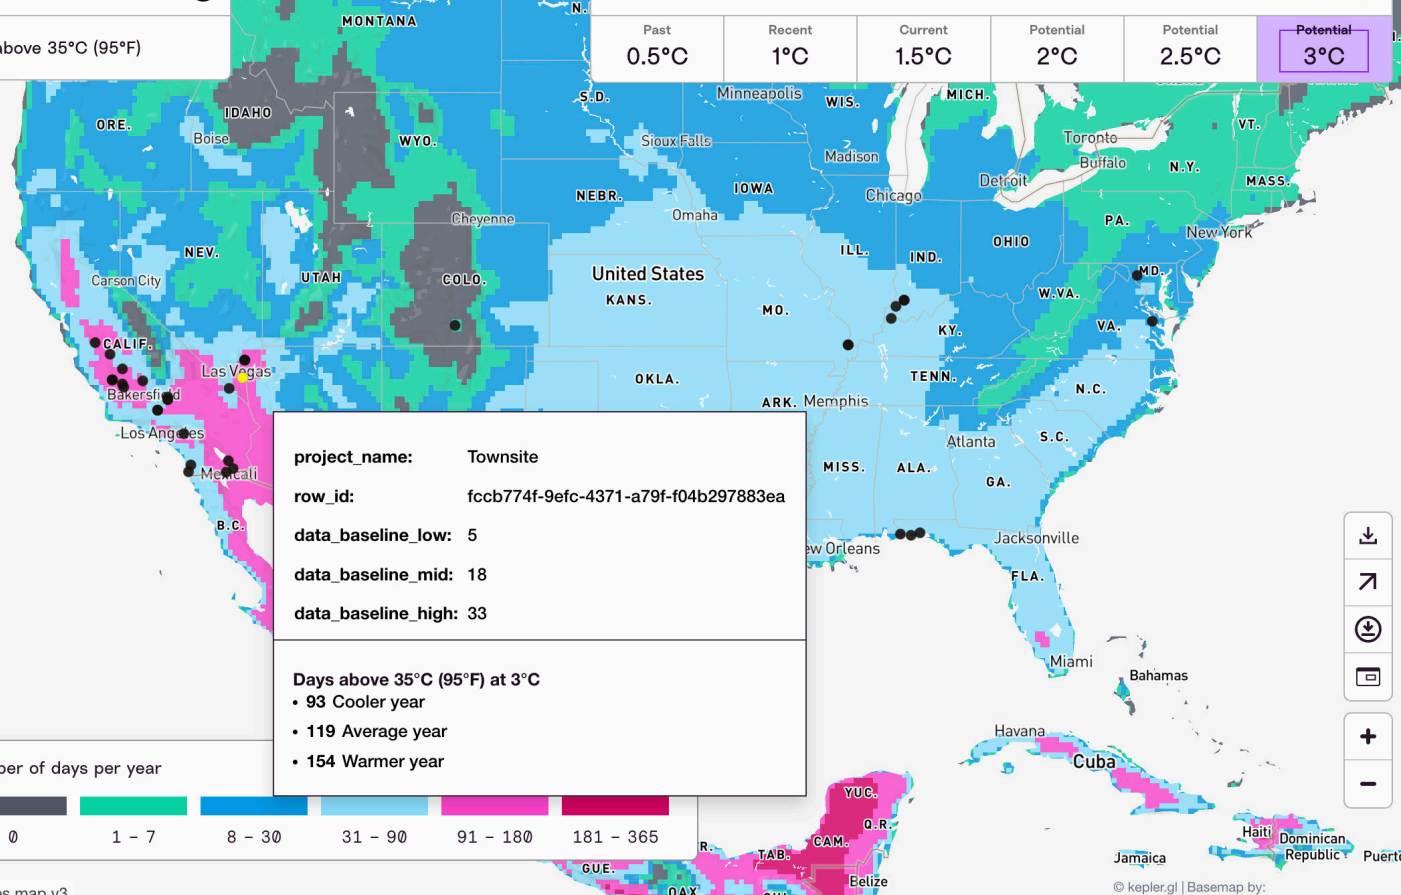 MONTANA
N.
above 35°C (95°F)
Past
0.5°C
Recent
1°C
Current
1.5°C
Potential
2°C
Potential
2.5°C
Potential
3°C
S.D.
Minneapolis
WIS.
MICH.
IDAHO
ORE.
Boise
WYO.
Sioux Falls
Madison
Toronto
VT.
Buffalo
N.Y.
Detroit
MASS.
Chicago
NEBR.
IOWA
Cheyenne
Omaha
PA.
New York
NEV.
ILL.
IND.
OHIO
UTAH
COLO.
United States
Carson City
KANS.
MD.
W.VA.
MO.
KY.
VA.
CALIF.
Las Vegas
OKLA.
TENN.
N.C.
Bakersfield
ARK.
Memphis
Los Angeles
Atlanta
S.C.
Mexicali
MISS.
ALA.
GA.
B.C.
ew Orleans
Jacksonville
FLA.
Miami
Bahamas
Havana
Cuba
project_name: Townsite
row_id: fccb774f-9efc-4371-a79f-f04b297883ea
data_baseline_low: 5
data_baseline_mid: 18
data_baseline_high: 33
Days above 35°C (95°F) at 3°C
• 93 Cooler year
• 119 Average year
• 154 Warmer year
ber of days per year
0
1 – 7
8 – 30
31 – 90
91 – 180
181 – 365
YUC.
Q.R.
CAM.
TAB.
R.
GUE.
OAX
Belize
Haiti
Dominican
Republic
Jamaica
Puert
© kepler.gl | Basemap by:
os map v3